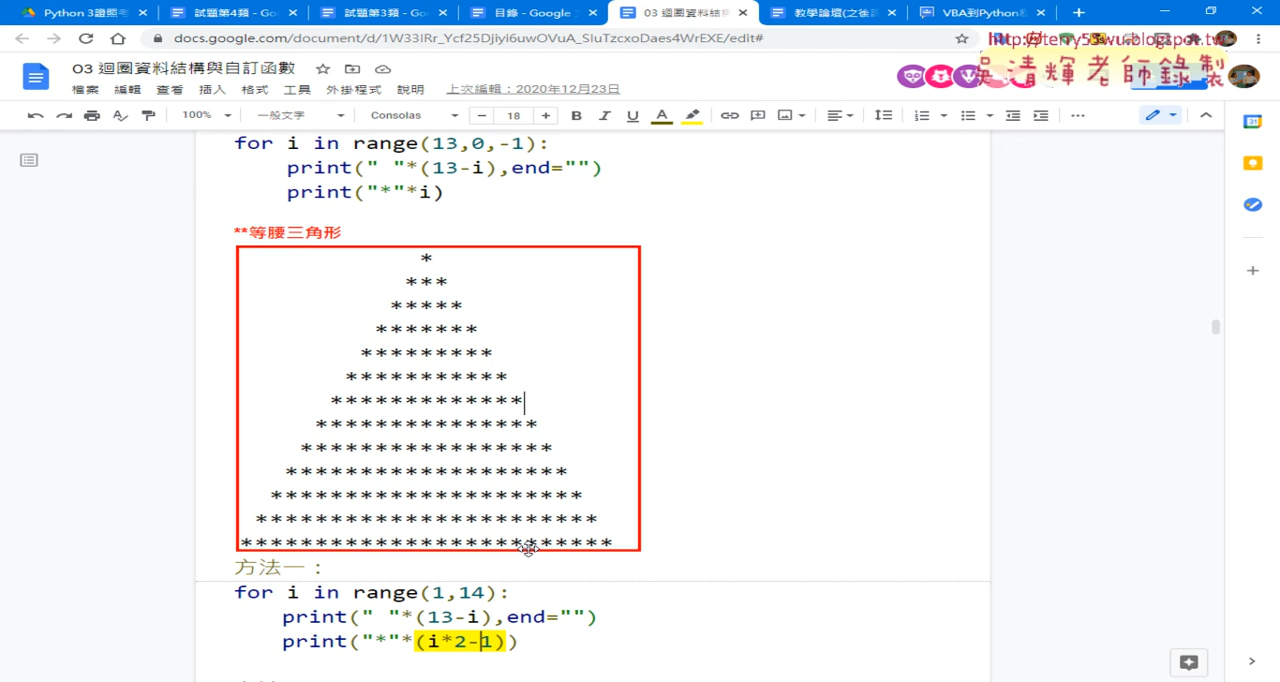 Python 3證照
試題第4類 - Go
試題第3類 - Go
目錄 - Google
03 迴圈資料結構
教學論壇(之後
VBA到Python
docs.google.com/document/d/1W33IRr_Ycf25Djiyi6uwOVuA_SIuTzcxoDaes4WrEXE/edit#
http://terry55wu.blogspot.tw
吳清輝老師錄製
03 迴圈資料結構與自訂函數
檔案 編輯 查看 插入 格式 工具 外掛程式 說明 上次編輯：2020年12月23日
100% 一般文字 Consolas 18
for i in range(13,0,-1):
print(" "*(13-i),end="")
print("*"*i)
**等腰三角形
*
***
*****
*******
*********
***********
*************
***************
*****************
*******************
*********************
***********************
*************************
方法一：
for i in range(1,14):
print(" "*(13-i),end="")
print("*"*(i*2-1))